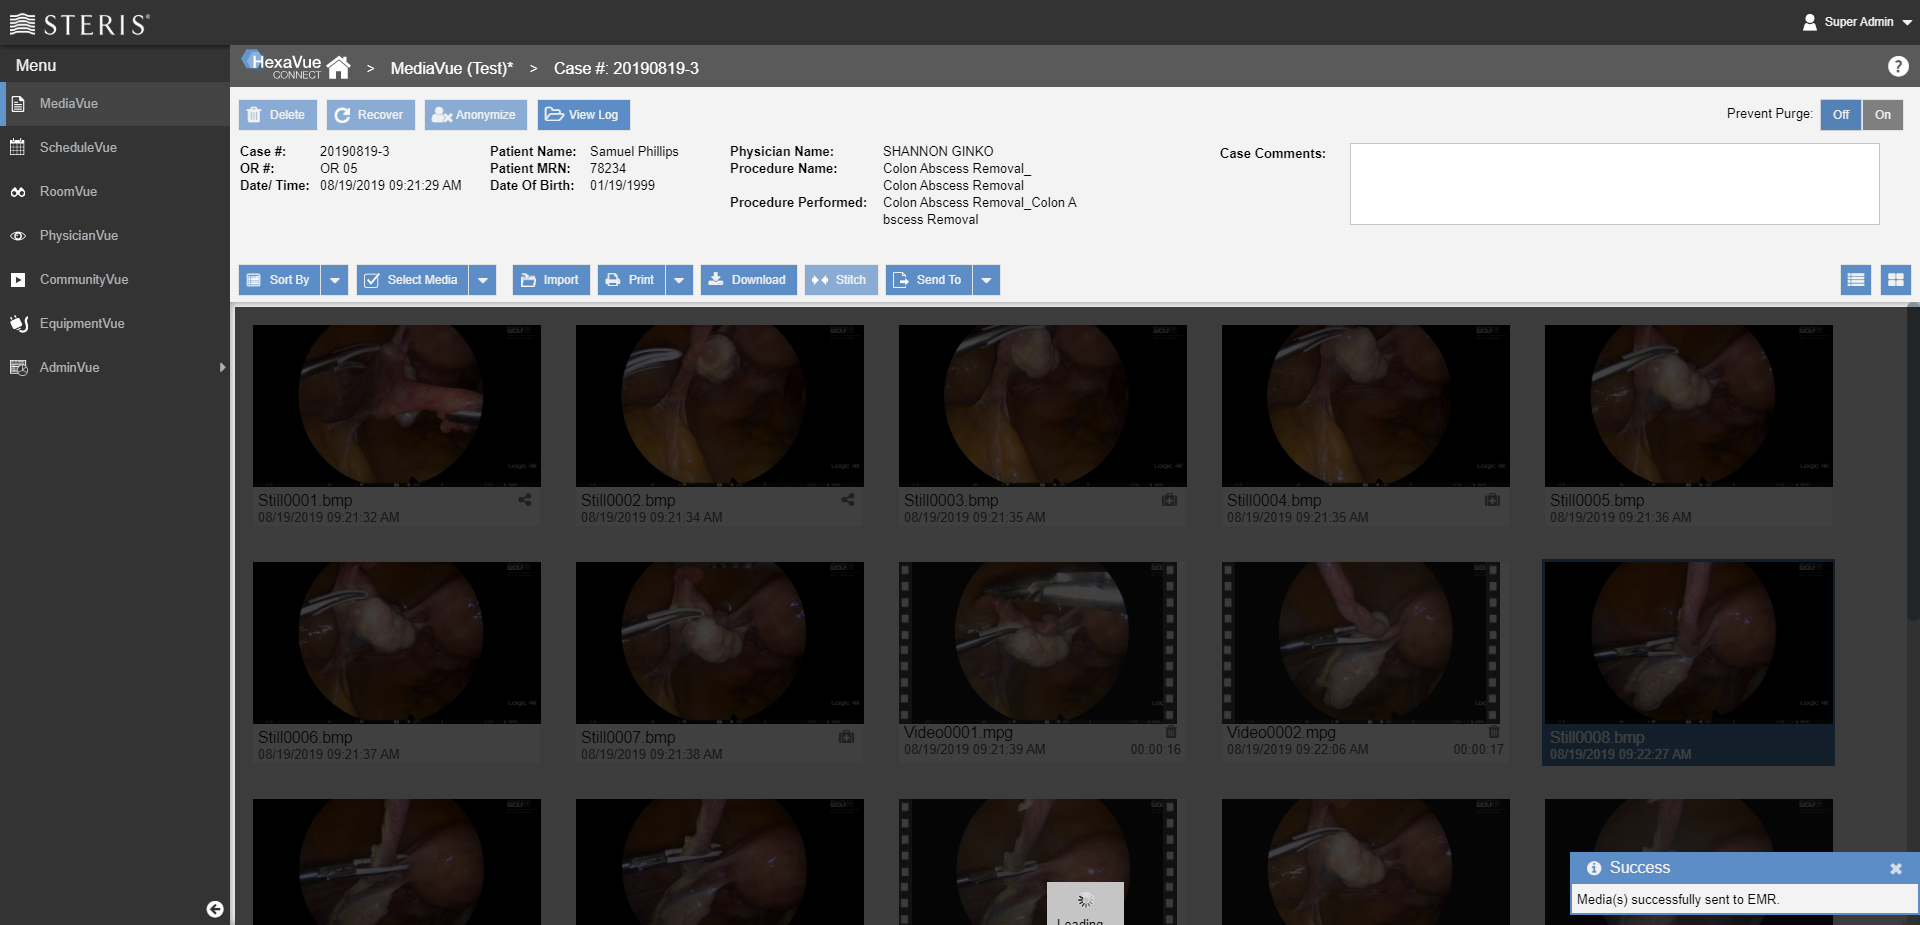 STERIS®
Super Admin
Menu
HexaVue
CONNECT
> MediaVue (Test)* > Case #: 20190819-3
?
MediaVue
ScheduleVue
RoomVue
PhysicianVue
CommunityVue
EquipmentVue
AdminVue
Delete Recover Anonymize View Log
Prevent Purge: Off On
Case #: 20190819-3
OR #: OR 05
Date/ Time: 08/19/2019 09:21:29 AM
Patient Name: Samuel Phillips
Patient MRN: 78234
Date Of Birth: 01/19/1999
Physician Name: SHANNON GINKO
Procedure Name: Colon Abscess Removal_
Colon Abscess Removal
Procedure Performed: Colon Abscess Removal_Colon A
bscess Removal
Case Comments:
Sort By Select Media Import Print Download Stitch Send To
Still0001.bmp
08/19/2019 09:21:32 AM
Still0002.bmp
08/19/2019 09:21:34 AM
Still0003.bmp
08/19/2019 09:21:35 AM
Still0004.bmp
08/19/2019 09:21:35 AM
Still0005.bmp
08/19/2019 09:21:36 AM
Still0006.bmp
08/19/2019 09:21:37 AM
Still0007.bmp
08/19/2019 09:21:38 AM
Video0001.mpg
08/19/2019 09:21:39 AM 00:00:16
Video0002.mpg
08/19/2019 09:22:06 AM 00:00:17
Still0008.bmp
08/19/2019 09:22:27 AM
Loading
Success
Media(s) successfully sent to EMR.